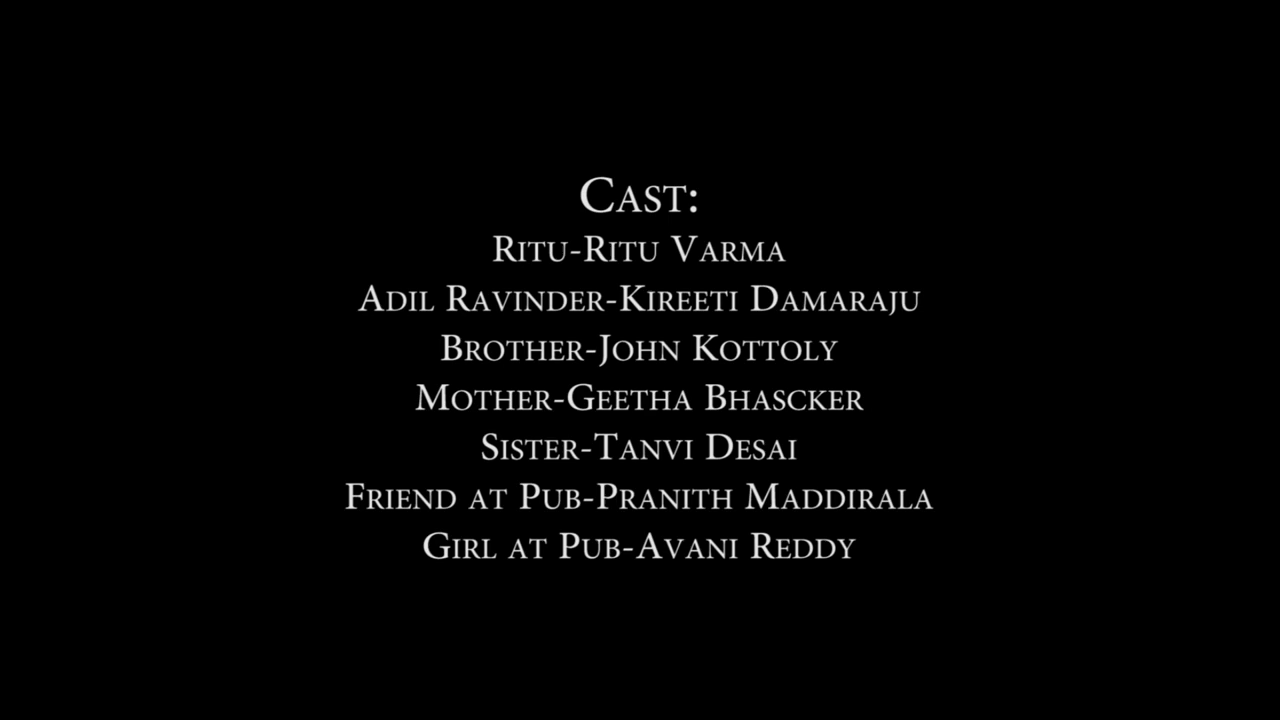 Cast:
Ritu-Ritu Varma
Adil Ravinder-Kireeti Damaraju
Brother-John Kottoly
Mother-Geetha Bhascker
Sister-Tanvi Desai
Friend at Pub-Pranith Maddirala
Girl at Pub-Avani Reddy